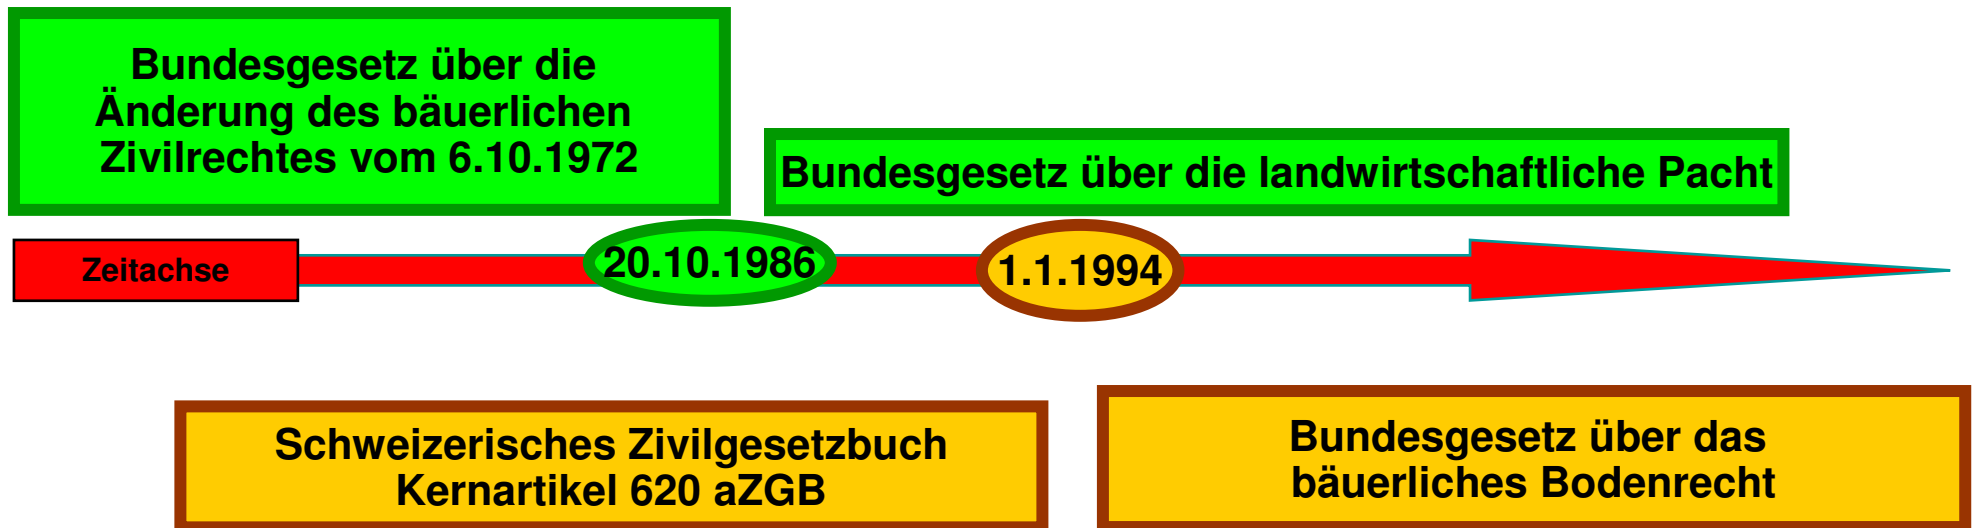 Bundesgesetz über die
Änderung des bäuerlichen
Zivilrechtes vom 6.10.1972
Bundesgesetz über die landwirtschaftliche Pacht
Zeitachse
20.10.1986
1.1.1994
Schweizerisches Zivilgesetzbuch
Kernartikel 620 aZGB
Bundesgesetz über das
bäuerliches Bodenrecht